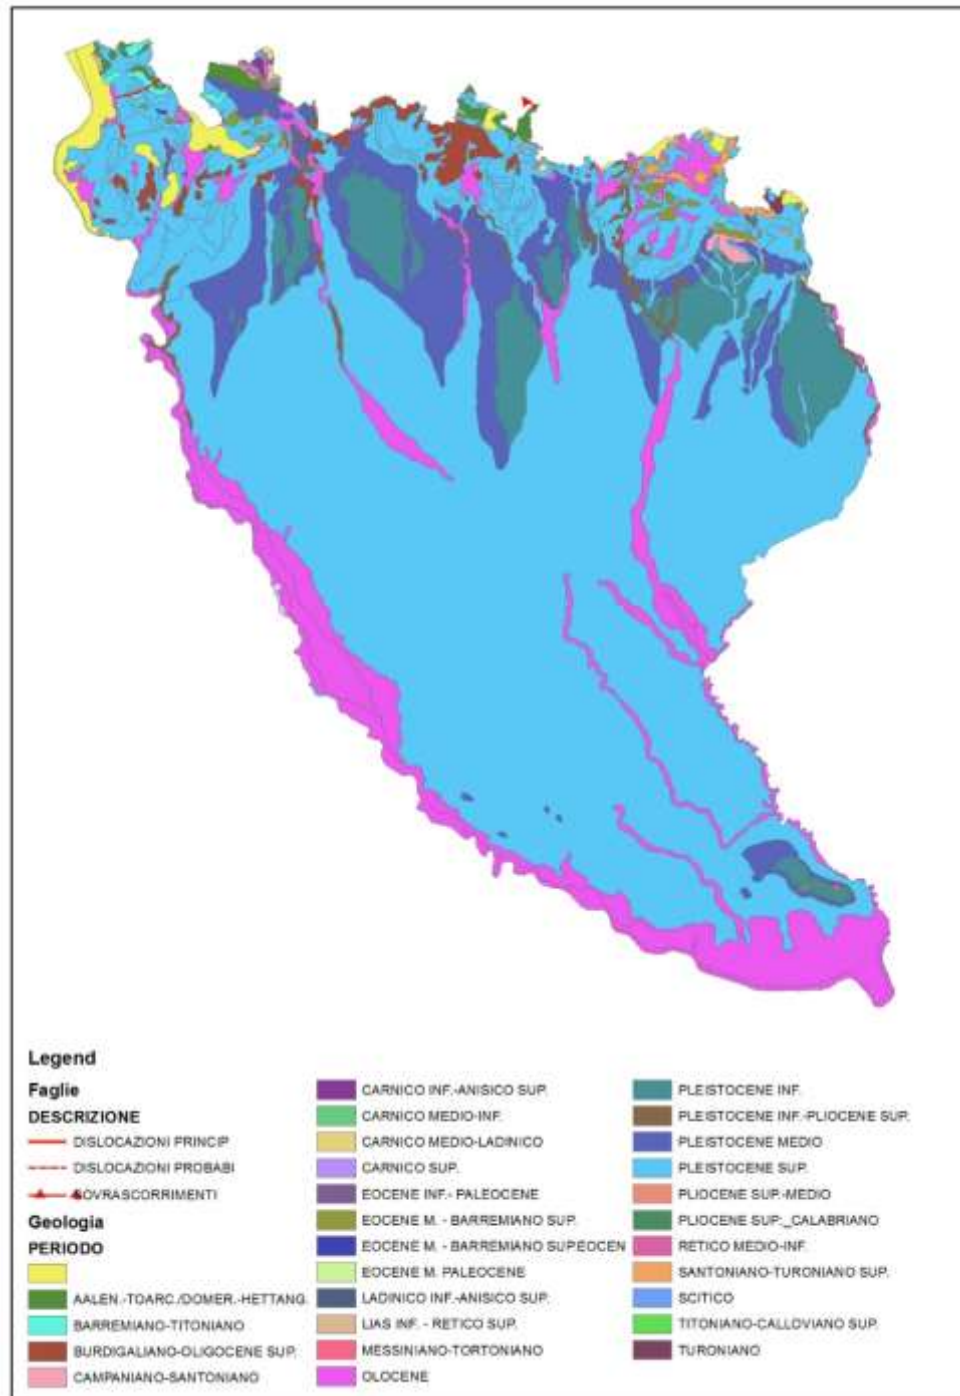 Legend
Faglie
DESCRIZIONE
DISLOCAZIONI PRINCIP
DISLOCAZIONI PROBABI
SOVRASCORRIMENTI
Geologia
PERIODO
AALEN.-TOARC./DOMER.-HETTANG.
BARREMIANO-TITONIANO
BURDIGALIANO-OLIGOCENE SUP.
CAMPANIANO-SANTONIANO
CARNICO INF.-ANISICO SUP.
CARNICO MEDIO-INF.
CARNICO MEDIO-LADINICO
CARNICO SUP.
EOCENE INF.- PALEOCENE
EOCENE M. - BARREMIANO SUP.
EOCENE M. - BARREMIANO SUP.EOCEN
EOCENE M. PALEOCENE
LADINICO INF.-ANISICO SUP.
LIAS INF. - RETICO SUP.
MESSINIANO-TORTONIANO
OLOCENE
PLEISTOCENE INF.
PLEISTOCENE INF.-PLIOCENE SUP.
PLEISTOCENE MEDIO
PLEISTOCENE SUP.
PLIOCENE SUP.-MEDIO
PLIOCENE SUP:_CALABRIANO
RETICO MEDIO-INF.
SANTONIANO-TURONIANO SUP.
SCITICO
TITONIANO-CALLOVIANO SUP.
TURONIANO